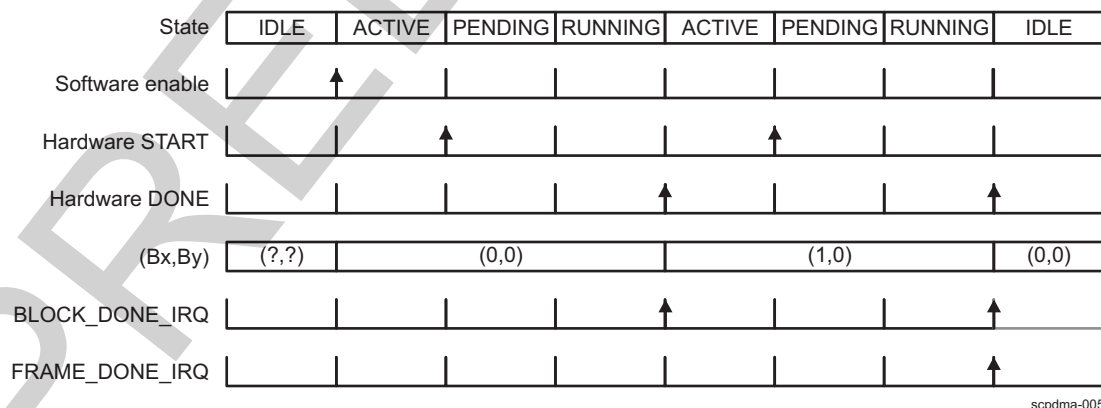 State IDLE ACTIVE PENDING RUNNING ACTIVE PENDING RUNNING IDLE
Software enable
Hardware START
Hardware DONE
(Bx,By) (?,?) (0,0) (1,0) (0,0)
BLOCK_DONE_IRQ
FRAME_DONE_IRQ
scpdma-005